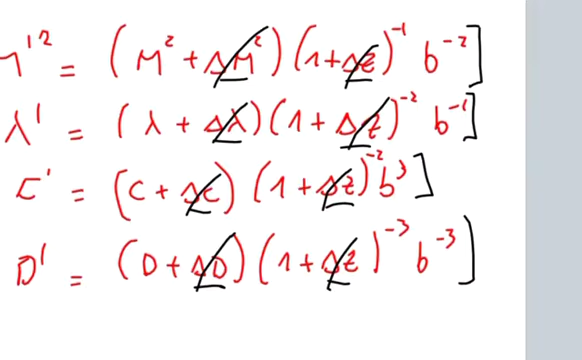 M'² = (M² + ΔM²)(1+ΔZ)⁻¹ b⁻²]
λ' = (λ + Δλ)(1+ΔZ)⁻² b⁻¹]
C' = (C + ΔC)(1+ΔZ)⁻² b³]
D' = (D + ΔD)(1+ΔZ)⁻³ b⁻³]